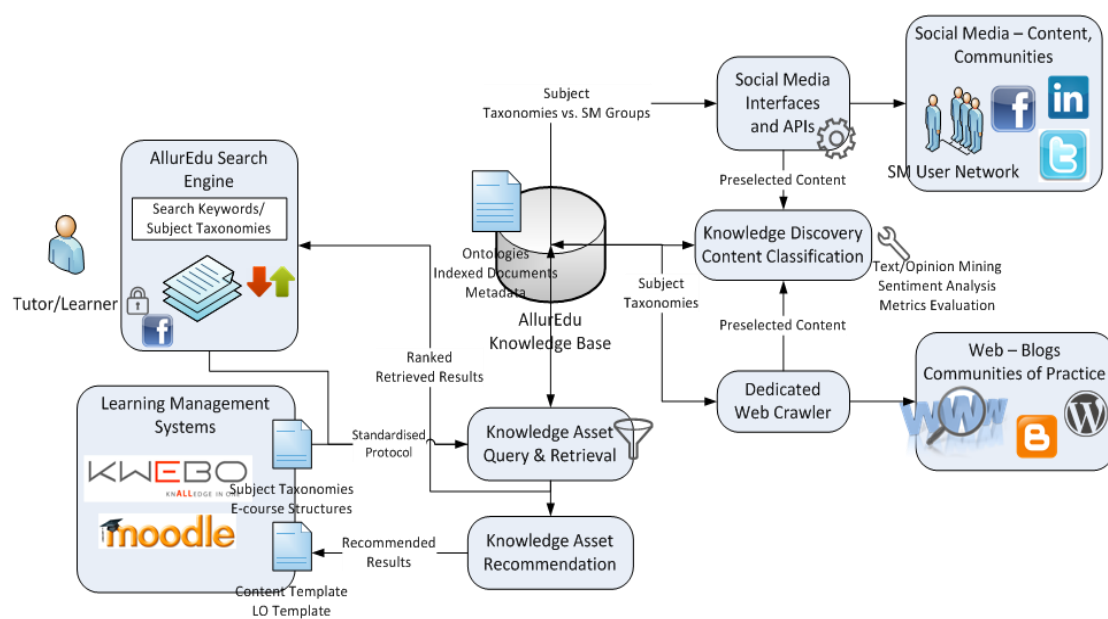 Social Media – Content,
Communities
SM User Network
Social Media
Interfaces
and APIs
Subject
Taxonomies vs. SM Groups
AllurEdu Search
Engine
Search Keywords/
Subject Taxonomies
Tutor/Learner
Preselected Content
Knowledge Discovery
Content Classification
Text/Opinion Mining
Sentiment Analysis
Metrics Evaluation
Ontologies
Indexed Documents
Metadata
AllurEdu
Knowledge Base
Subject
Taxonomies
Preselected Content
Ranked
Retrieved Results
Dedicated
Web Crawler
Web – Blogs
Communities of Practice
WWW
Learning Management
Systems
KWEBO
KNALLEDGE IN ONE
moodle
Subject Taxonomies
E-course Structures
Standardised
Protocol
Knowledge Asset
Query & Retrieval
Recommended
Results
Knowledge Asset
Recommendation
Content Template
LO Template